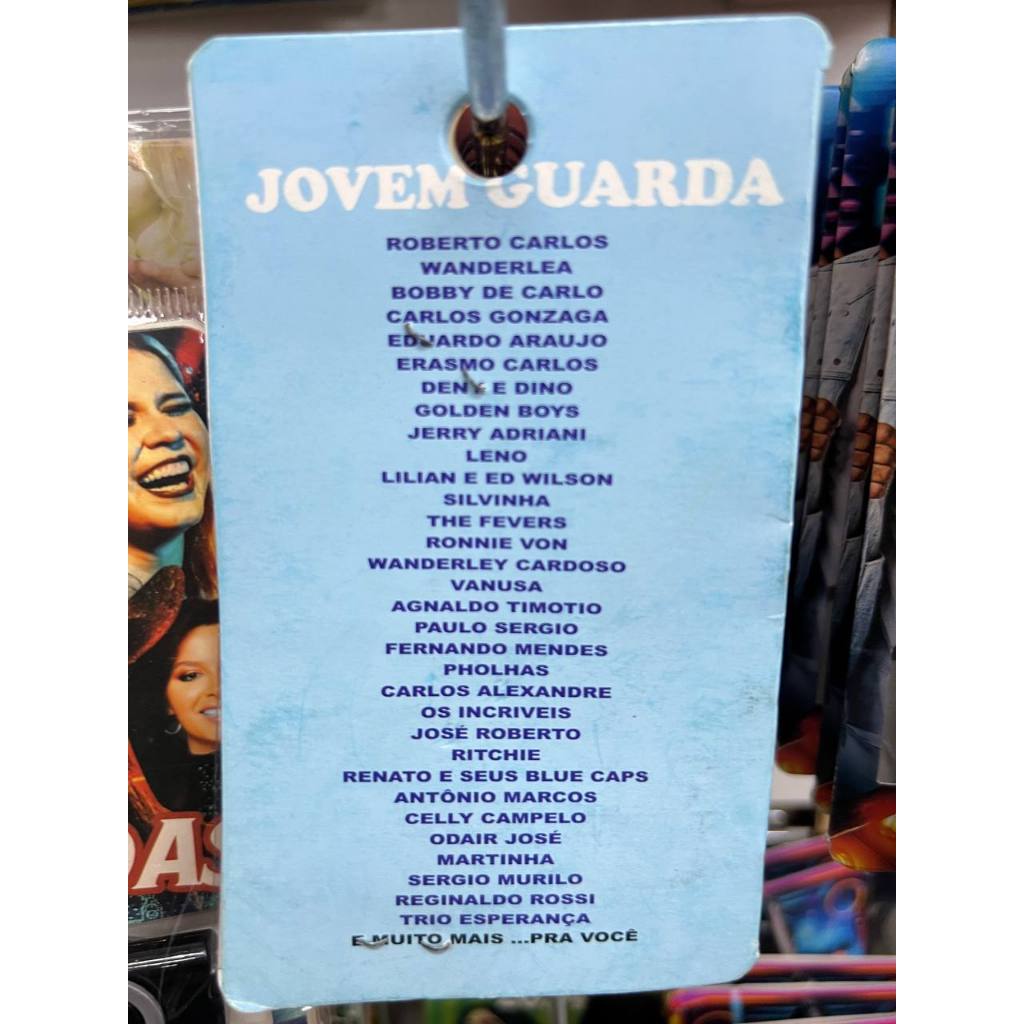 JOVEM GUARDA
ROBERTO CARLOS
WANDERLEA
BOBBY DE CARLO
CARLOS GONZAGA
EDUARDO ARAUJO
ERASMO CARLOS
DENY E DINO
GOLDEN BOYS
JERRY ADRIANI
LENO
LILIAN E ED WILSON
SILVINHA
THE FEVERS
RONNIE VON
WANDERLEY CARDOSO
VANUSA
AGNALDO TIMOTIO
PAULO SERGIO
FERNANDO MENDES
PHOLHAS
CARLOS ALEXANDRE
OS INCRIVEIS
JOSÉ ROBERTO
RITCHIE
RENATO E SEUS BLUE CAPS
ANTÔNIO MARCOS
CELLY CAMPELO
ODAIR JOSÉ
MARTINHA
SERGIO MURILO
REGINALDO ROSSI
TRIO ESPERANÇA
E MUITO MAIS ...PRA VOCÊ